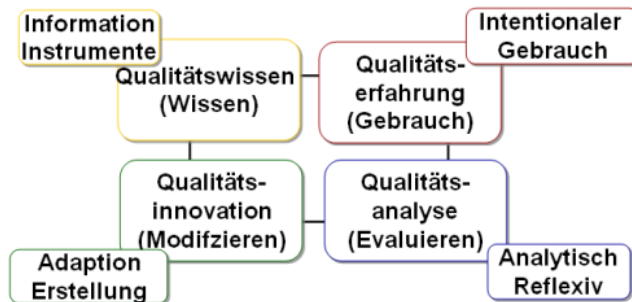 Information
Instrumente
Qualitätswissen
(Wissen)
Intentionaler
Gebrauch
Qualitäts-
erfahrung
(Gebrauch)
Qualitäts-
innovation
(Modifzieren)
Adaption
Erstellung
Qualitäts-
analyse
(Evaluieren)
Analytisch
Reflexiv